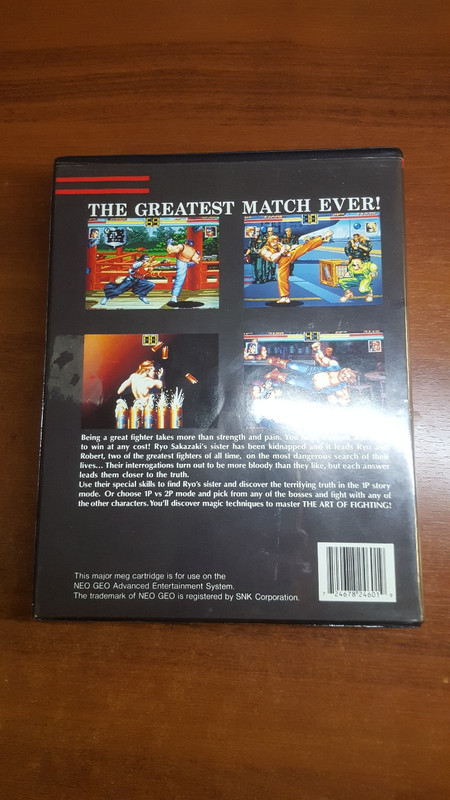 THE GREATEST MATCH EVER!
Being a great fighter takes more than strength and pain. You
to win at any cost! Ryo Sakazaki's sister has been kidnapped and it leads Ryo
Robert, two of the greatest fighters of all time, on the most dangerous search of their
lives... Their interrogations turn out to be more bloody than they like, but each answer
leads them closer to the truth.
Use their special skills to find Ryo's sister and discover the terrifying truth in the 1P story
mode. Or choose 1P vs 2P mode and pick from any of the bosses and fight with any of
the other characters. You'll discover magic techniques to master THE ART OF FIGHTING!
This major meg cartridge is for use on the
NEO GEO Advanced Entertainment System.
The trademark of NEO GEO is registered by SNK Corporation.
7 24678 24601